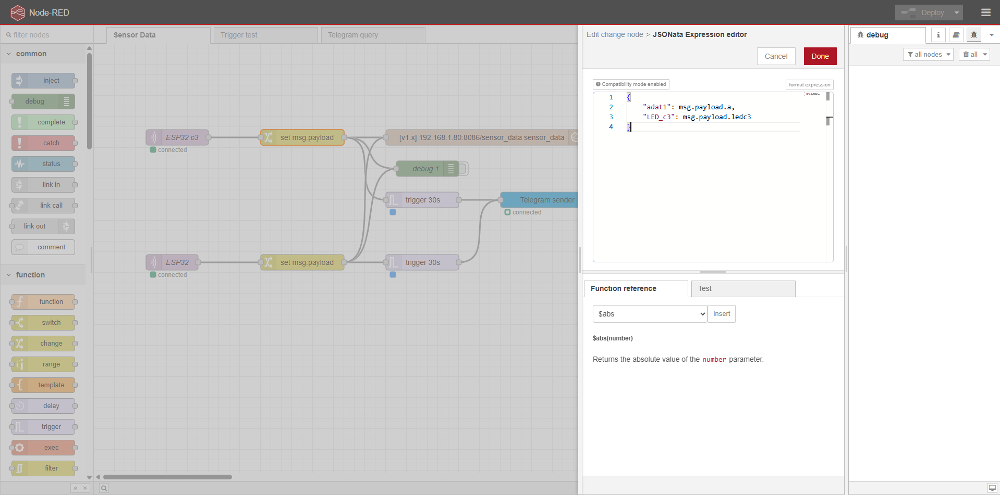 Node-RED
Deploy
filter nodes
Sensor Data
Trigger test
Telegram query
Edit change node > JSONata Expression editor
debug
i
Cancel
Done
all nodes
all
common
inject
debug
complete
catch
status
link in
link call
link out
comment
function
function
switch
change
range
template
delay
trigger
exec
filter
ESP32 c3
connected
set msg.payload
[v1.x] 192.168.1.80:8086/sensor_data sensor_data
debug 1
trigger 30s
Telegram sender
connected
ESP32
connected
set msg.payload
trigger 30s
Compatibility mode enabled
format expression
1 {
2 "adat1": msg.payload.a,
3 "LED_c3": msg.payload.ledc3
4 }
Function reference
Test
$abs
Insert
$abs(number)
Returns the absolute value of the number parameter.